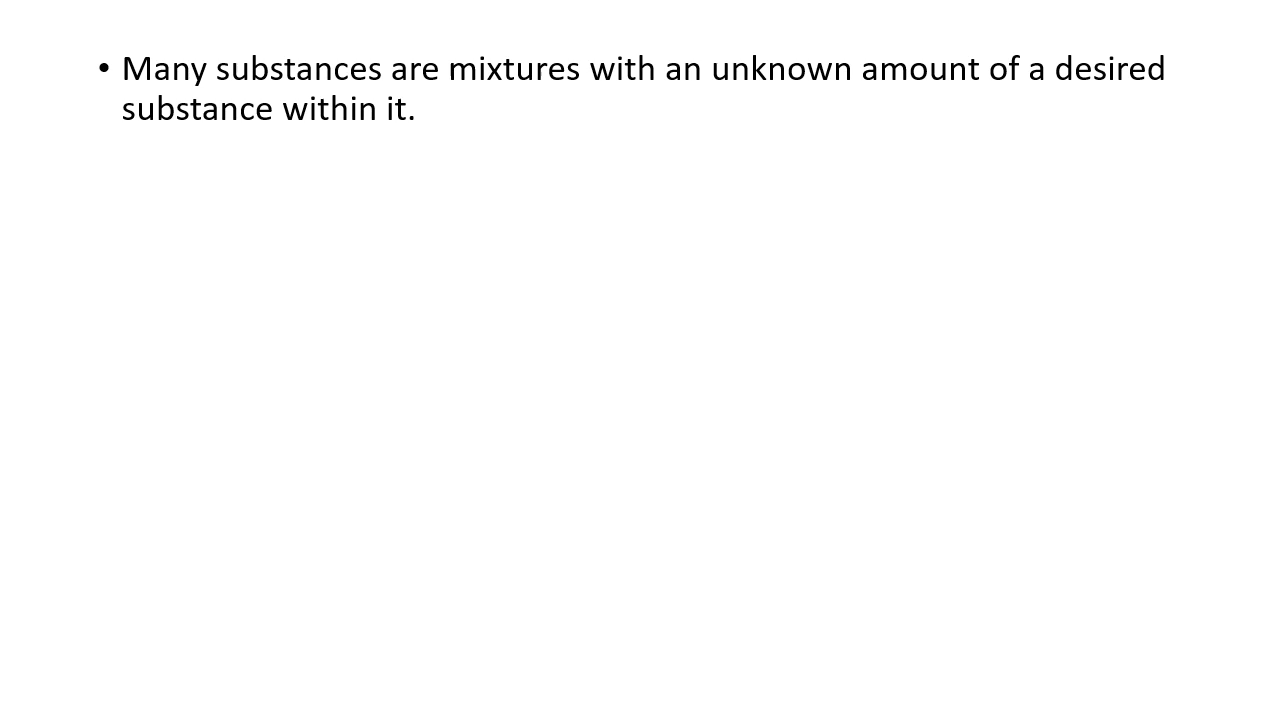 • Many substances are mixtures with an unknown amount of a desired
substance within it.